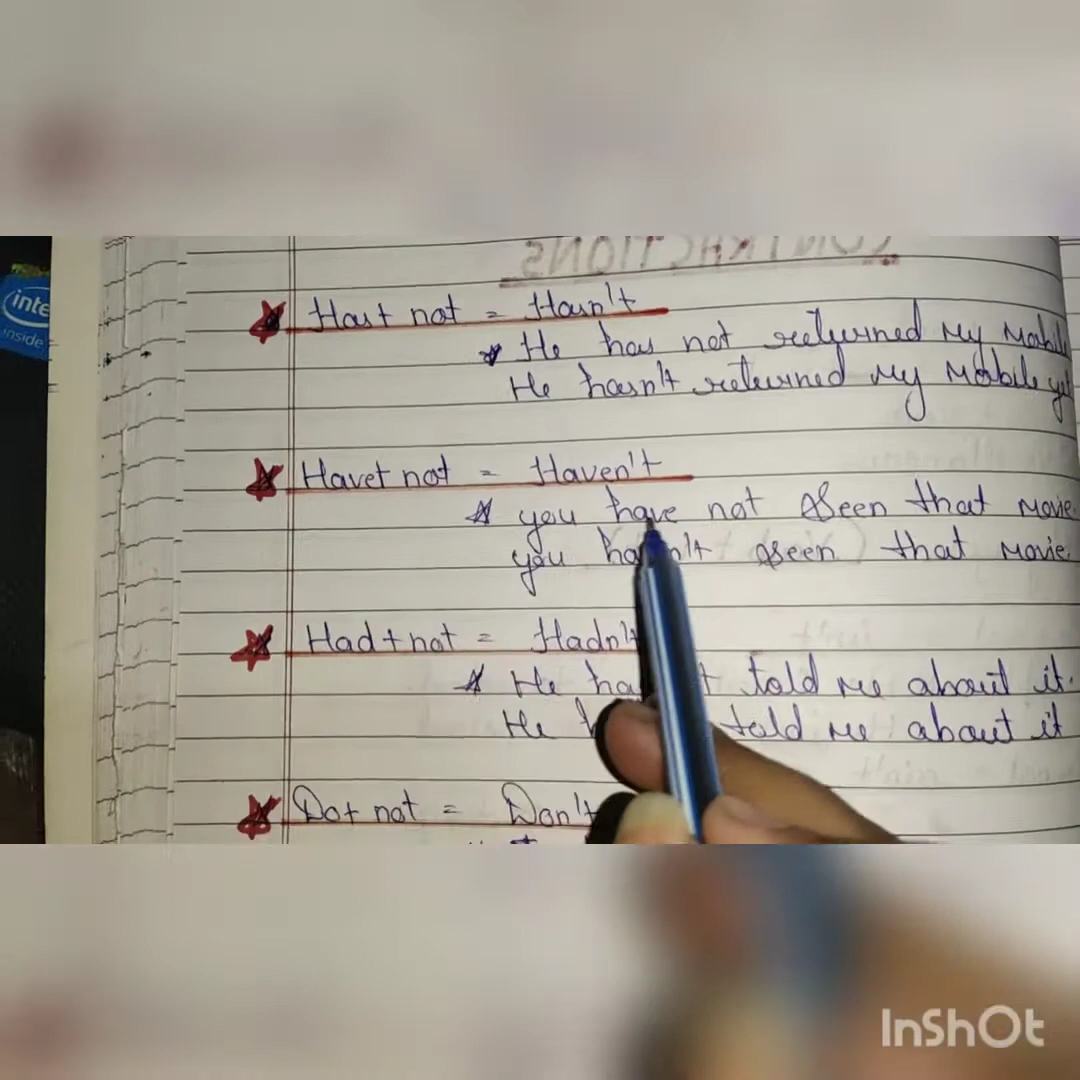 CONTRACTIONS
intel
inside
Has + not = Hasn't
He has not returned my mobile
He hasn't returned my mobile yet
Have + not = Haven't
you have not seen that movie.
you haven't seen that movie
Had + not = Hadn't
He told me about it.
He told me about it
Do + not = Don't
InShOt